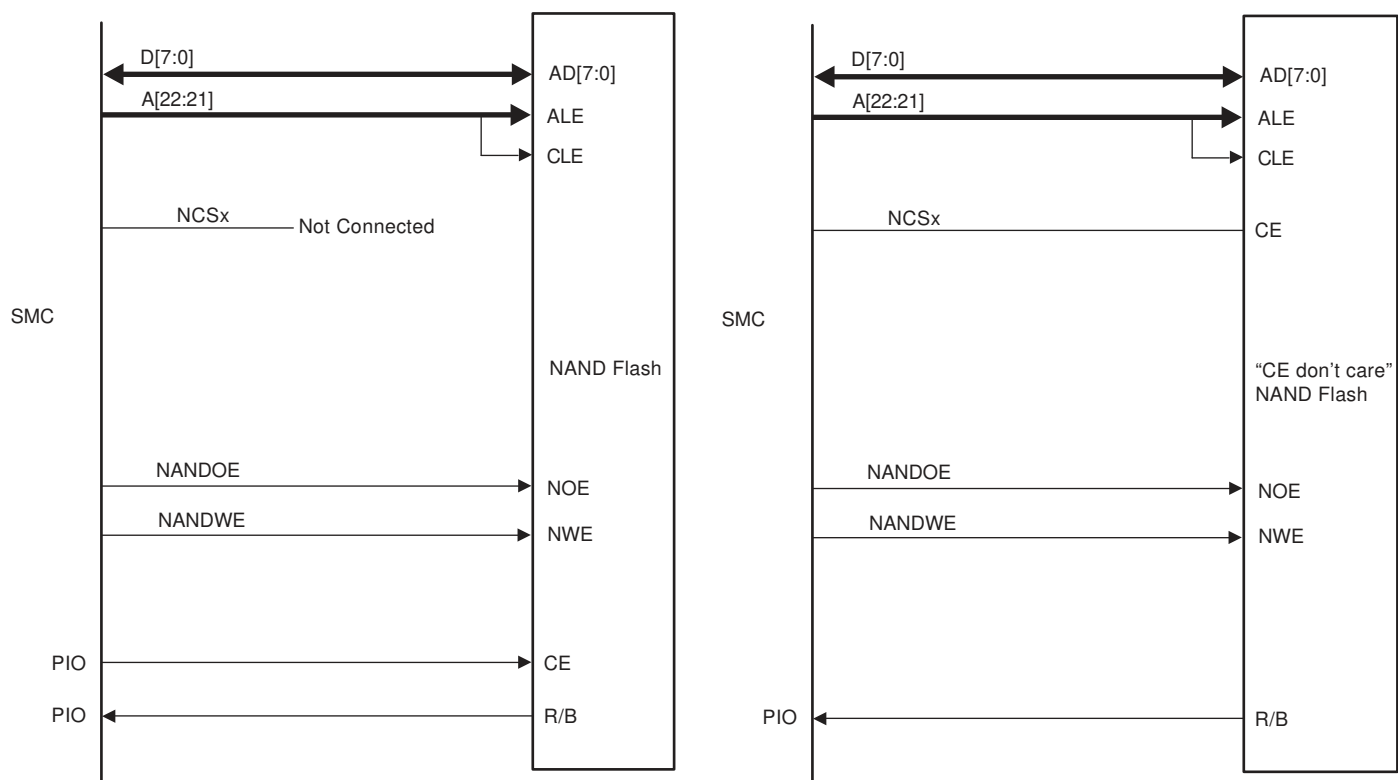 D[7:0]
AD[7:0]
A[22:21]
ALE
CLE
NCSx
Not Connected
SMC
NAND Flash
NANDOE
NOE
NANDWE
NWE
PIO
CE
PIO
R/B
D[7:0]
AD[7:0]
A[22:21]
ALE
CLE
NCSx
CE
SMC
“CE don’t care”
NAND Flash
NANDOE
NOE
NANDWE
NWE
PIO
R/B